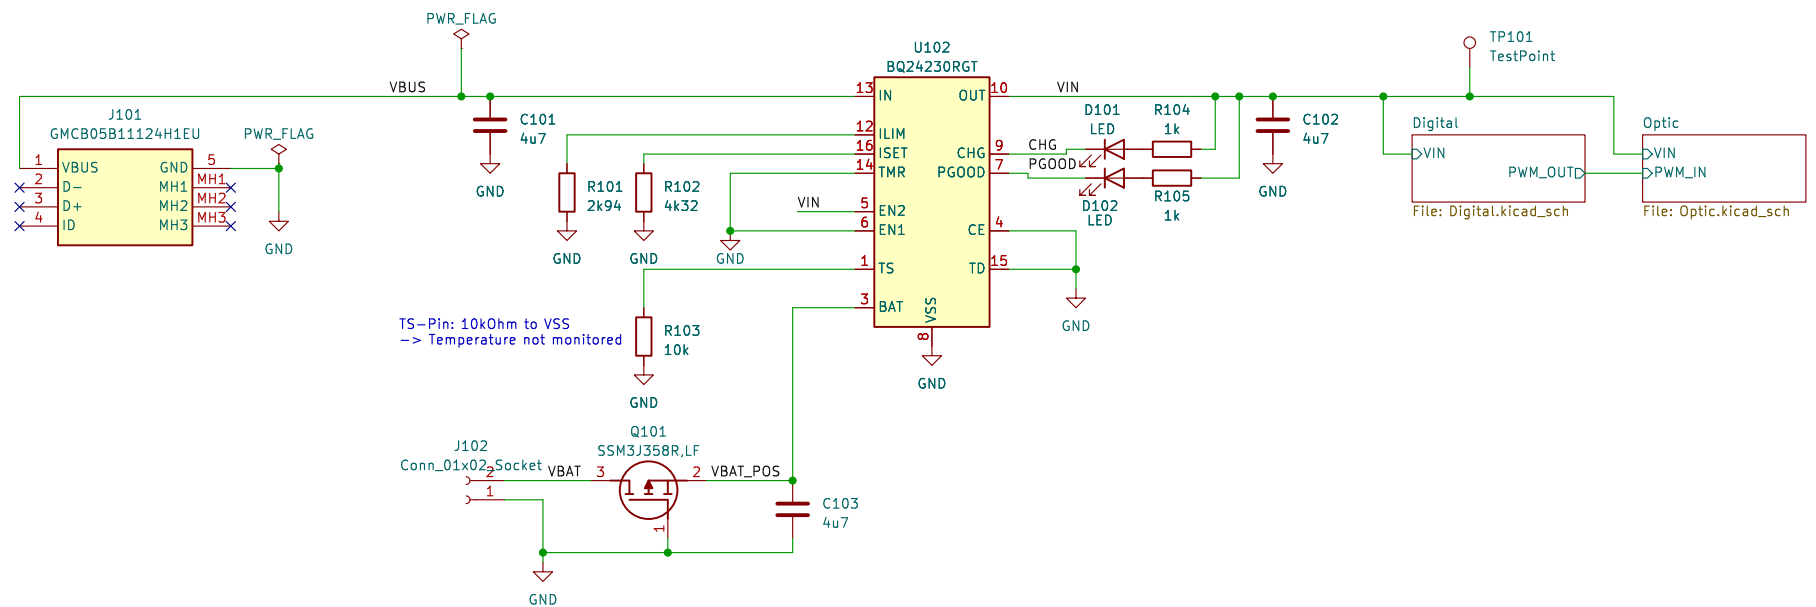 PWR_FLAG
VBUS
J101
GMCB05B11124H1EU
PWR_FLAG
1 VBUS GND 5
2 D- MH1 MH1
3 D+ MH2 MH2
4 ID MH3 MH3
GND
C101
4u7
GND
U102
BQ24230RGT
13 IN OUT 10
12 ILIM
16 ISET CHG 9
14 TMR PGOOD 7
5 EN2
6 EN1 CE 4
1 TS TD 15
3 BAT
VSS
8
GND
R101
2k94
GND
R102
4k32
GND
VIN
GND
TS-Pin: 10kOhm to VSS
-> Temperature not monitored
R103
10k
GND
VIN
D101
LED
R104
1k
CHG
PGOOD
D102
LED
R105
1k
GND
C102
4u7
GND
TP101
TestPoint
Digital
VIN
PWM_OUT
File: Digital.kicad_sch
Optic
VIN
PWM_IN
File: Optic.kicad_sch
J102
Conn_01x02_Socket
2
1
VBAT
Q101
SSM3J358R,LF
3
2
1
VBAT_POS
C103
4u7
GND